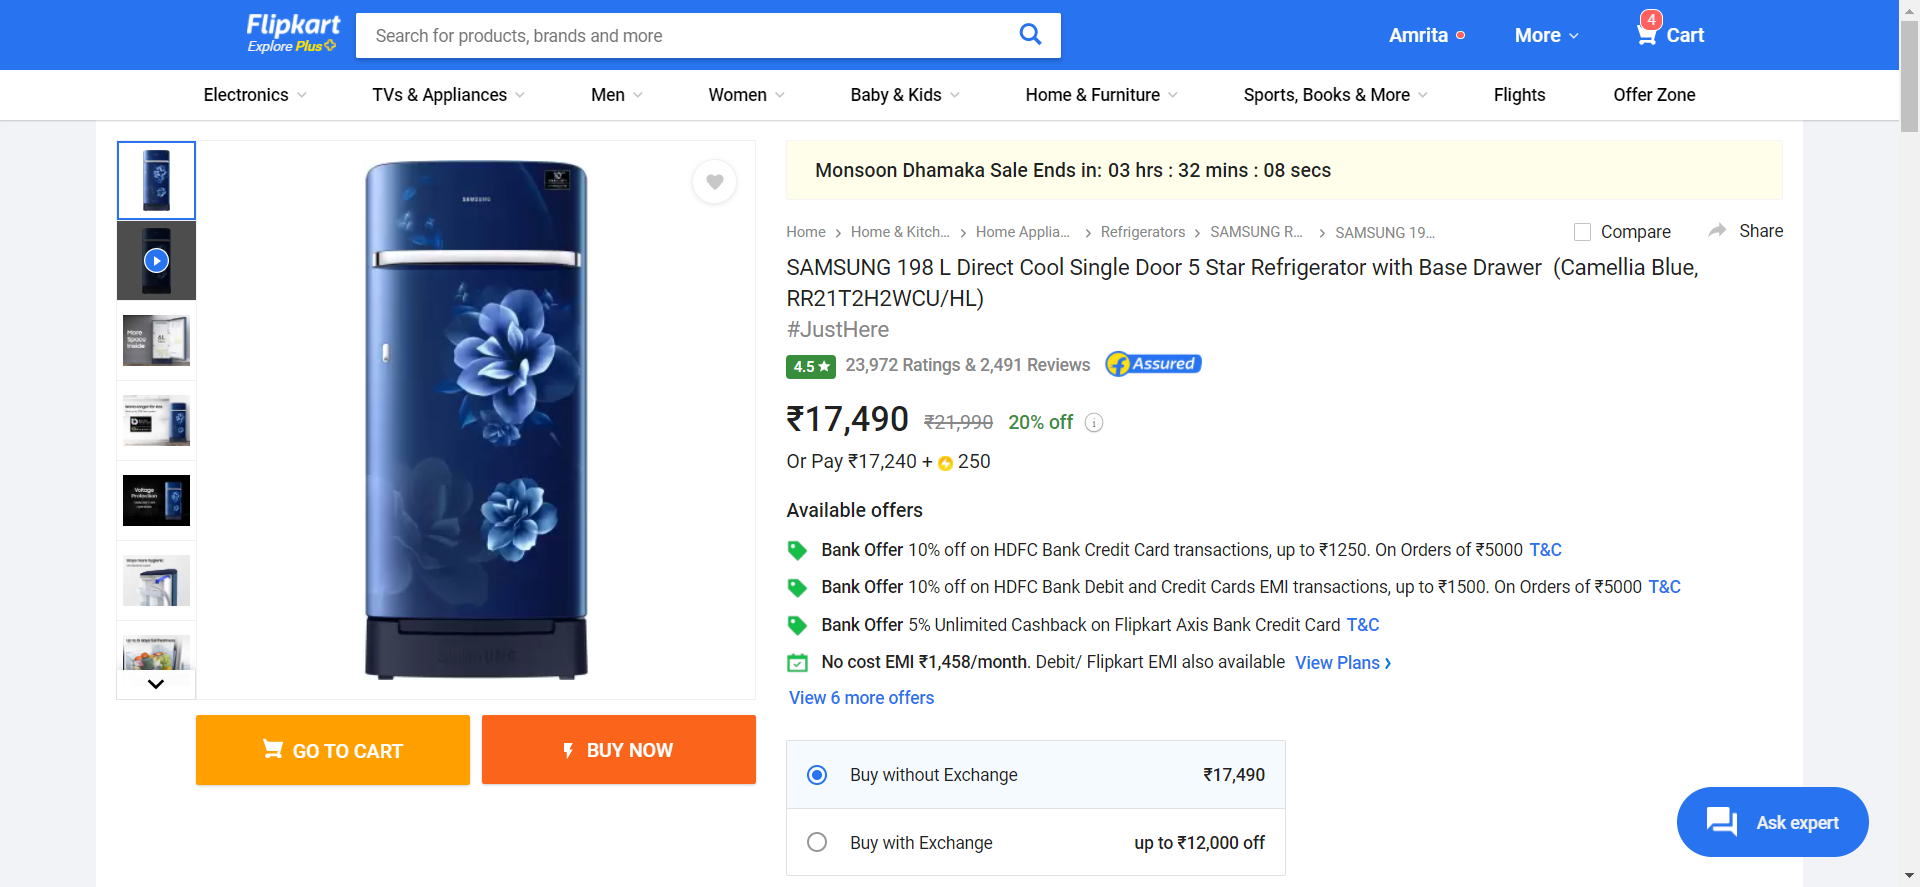 Flipkart
Explore Plus
Search for products, brands and more
Amrita
More
4
Cart
Electronics
TVs & Appliances
Men
Women
Baby & Kids
Home & Furniture
Sports, Books & More
Flights
Offer Zone
SAMSUNG
More
Space
Inside
Voltage
Protection
Monsoon Dhamaka Sale Ends in: 03 hrs : 32 mins : 08 secs
Home
Home & Kitch...
Home Applia...
Refrigerators
SAMSUNG R...
SAMSUNG 19...
Compare
Share
SAMSUNG 198 L Direct Cool Single Door 5 Star Refrigerator with Base Drawer (Camellia Blue,
RR21T2H2WCU/HL)
#JustHere
4.5 ★ 23,972 Ratings & 2,491 Reviews Assured
₹17,490 ₹21,990 20% off
Or Pay ₹17,240 + 250
Available offers
Bank Offer 10% off on HDFC Bank Credit Card transactions, up to ₹1250. On Orders of ₹5000 T&C
Bank Offer 10% off on HDFC Bank Debit and Credit Cards EMI transactions, up to ₹1500. On Orders of ₹5000 T&C
Bank Offer 5% Unlimited Cashback on Flipkart Axis Bank Credit Card T&C
No cost EMI ₹1,458/month. Debit/ Flipkart EMI also available View Plans
View 6 more offers
GO TO CART
BUY NOW
Buy without Exchange ₹17,490
Buy with Exchange up to ₹12,000 off
Ask expert